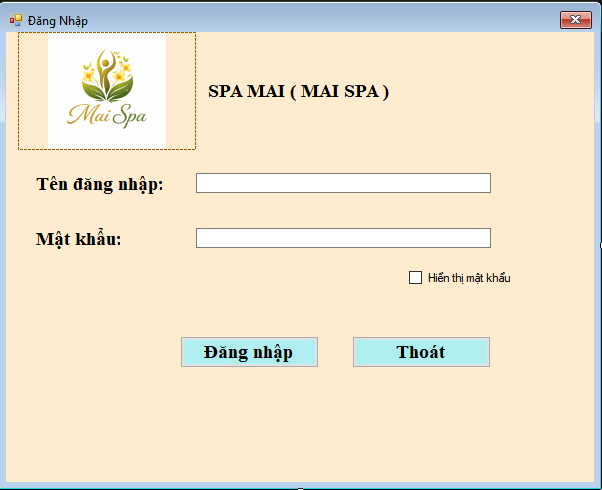 Đăng Nhập
Mai Spa
SPA MAI ( MAI SPA )
Tên đăng nhập:
Mật khẩu:
Hiển thị mật khẩu
Đăng nhập
Thoát